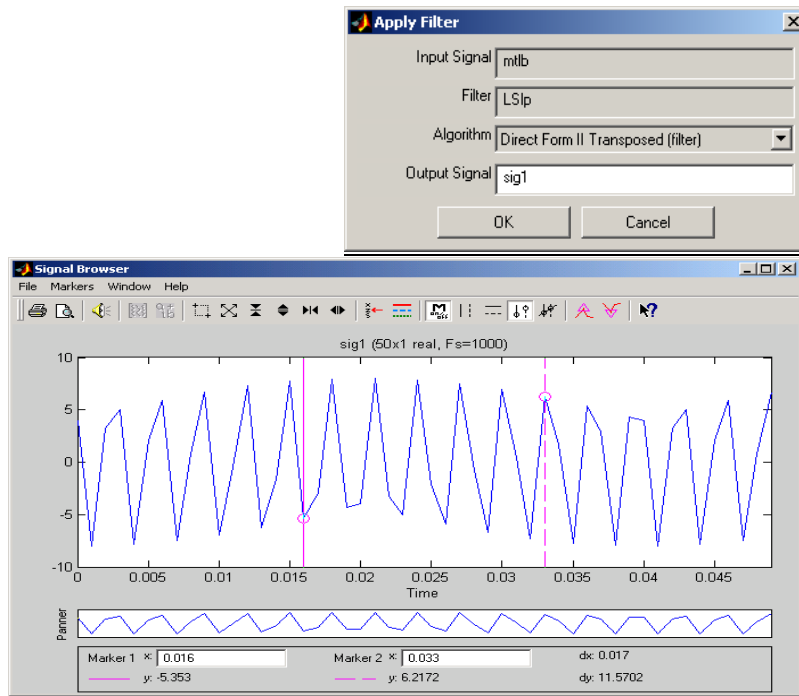 Apply Filter
Input Signal mtlb
Filter LSlp
Algorithm Direct Form II Transposed (filter)
Output Signal sig1
OK Cancel
Signal Browser
File Markers Window Help
sig1 (50x1 real, Fs=1000)
10
5
0
-5
-10
0 0.005 0.01 0.015 0.02 0.025 0.03 0.035 0.04 0.045
Time
Panner
Marker 1 x: 0.016 Marker 2 x: 0.033 dx: 0.017
y: -5.353 y: 6.2172 dy: 11.5702